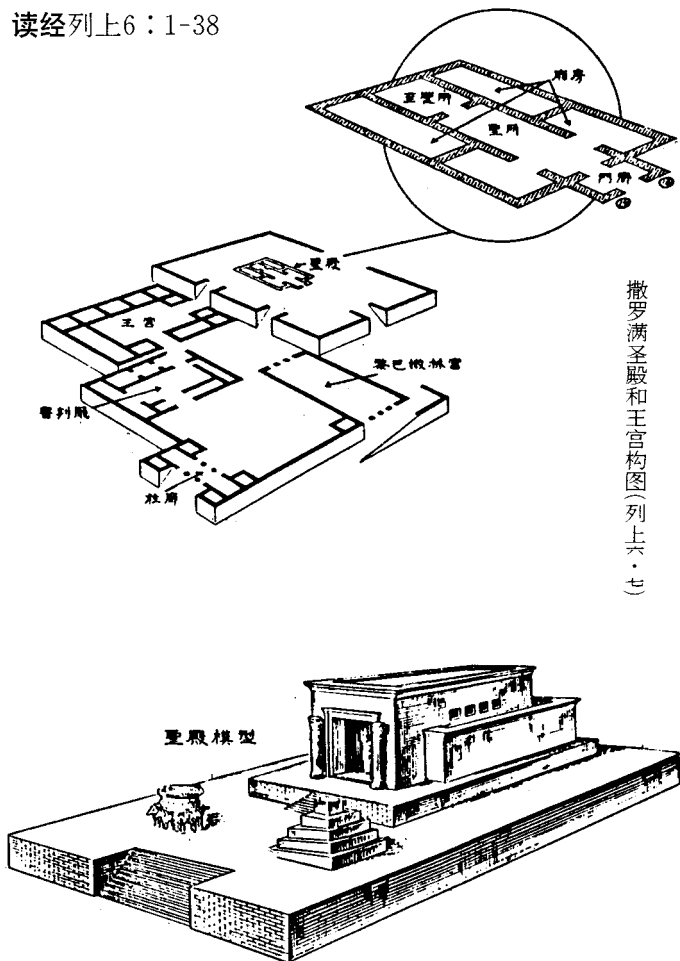 读经列上6：1-38
廂房
至聖所
聖所
門廊
聖殿
王宮
黎巴嫩林宮
審判殿
柱廊
撒罗满圣殿和王宫构图(列上六·七)
聖殿模型